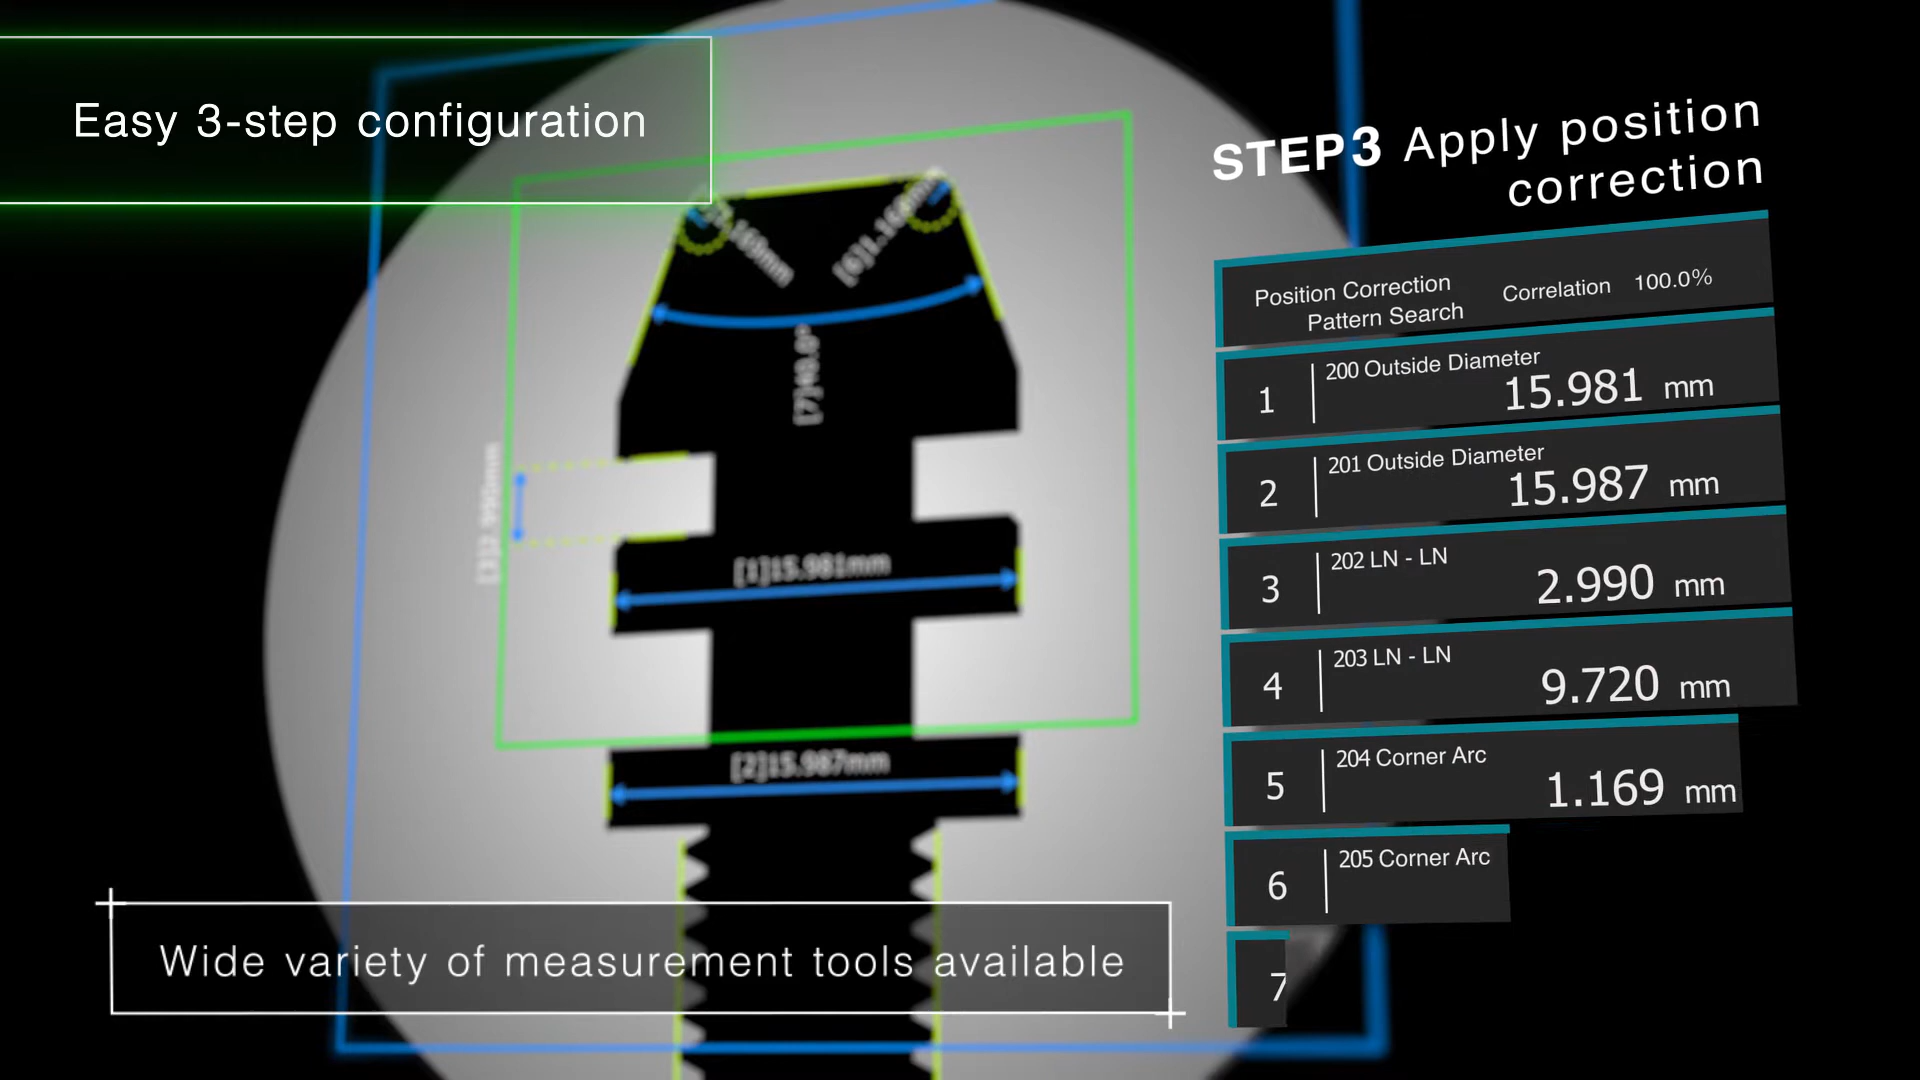 Easy 3-step configuration
STEP3 Apply position
correction
Position Correction
Pattern Search
Correlation 100.0%
1 200 Outside Diameter
15.981 mm
2 201 Outside Diameter
15.987 mm
3 202 LN - LN
2.990 mm
4 203 LN - LN
9.720 mm
5 204 Corner Arc
1.169 mm
6 205 Corner Arc
7
[1]15.981mm
[2]15.987mm
Wide variety of measurement tools available